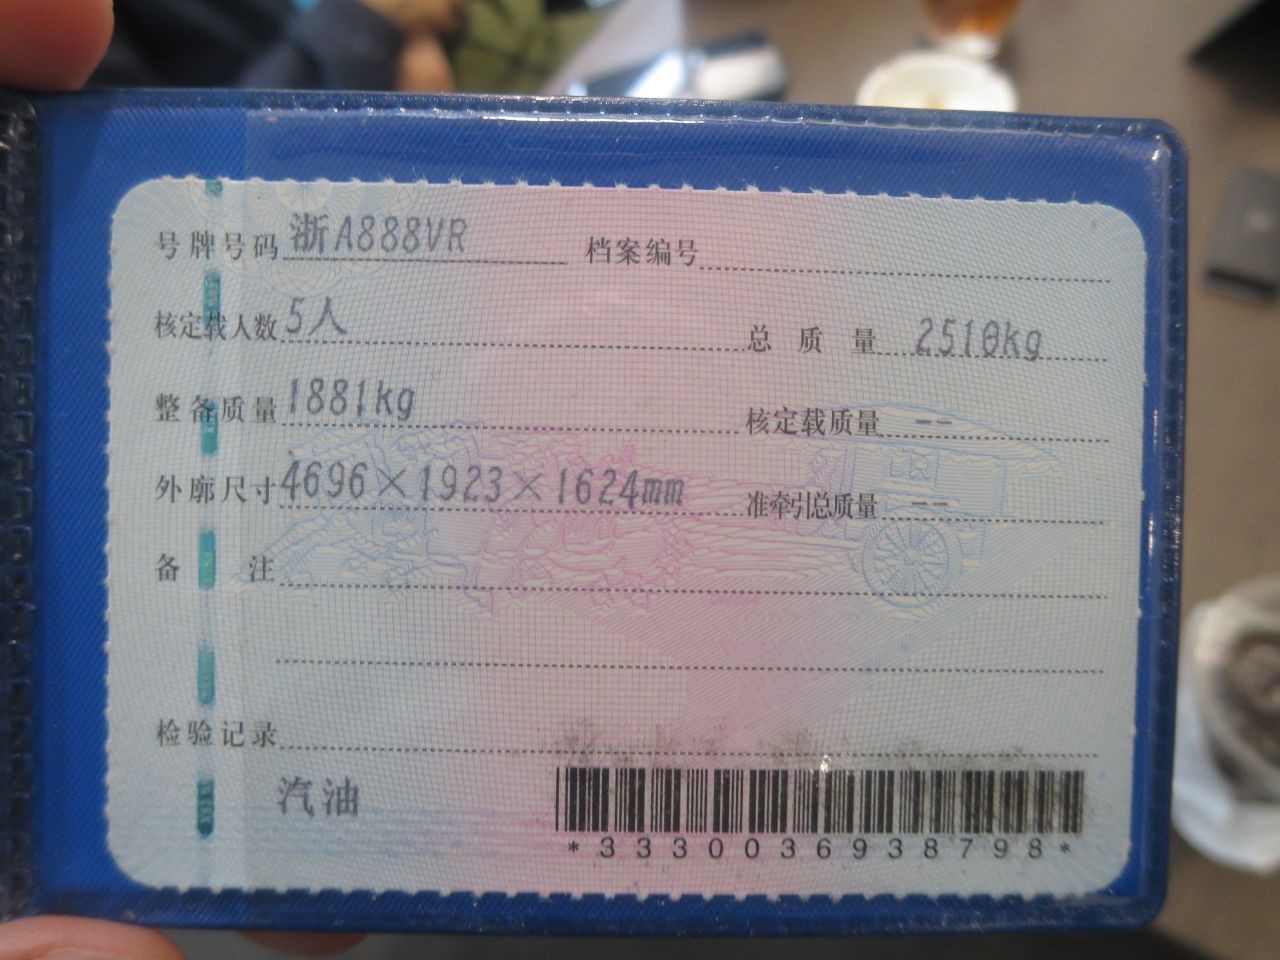 号牌号码 浙A888VR 档案编号
核定载人数 5人 总质量 2510kg
整备质量 1881kg 核定载质量 --
外廓尺寸 4696×1923×1624mm 准牵引总质量 --
备注
检验记录
汽油
*3330036938798*